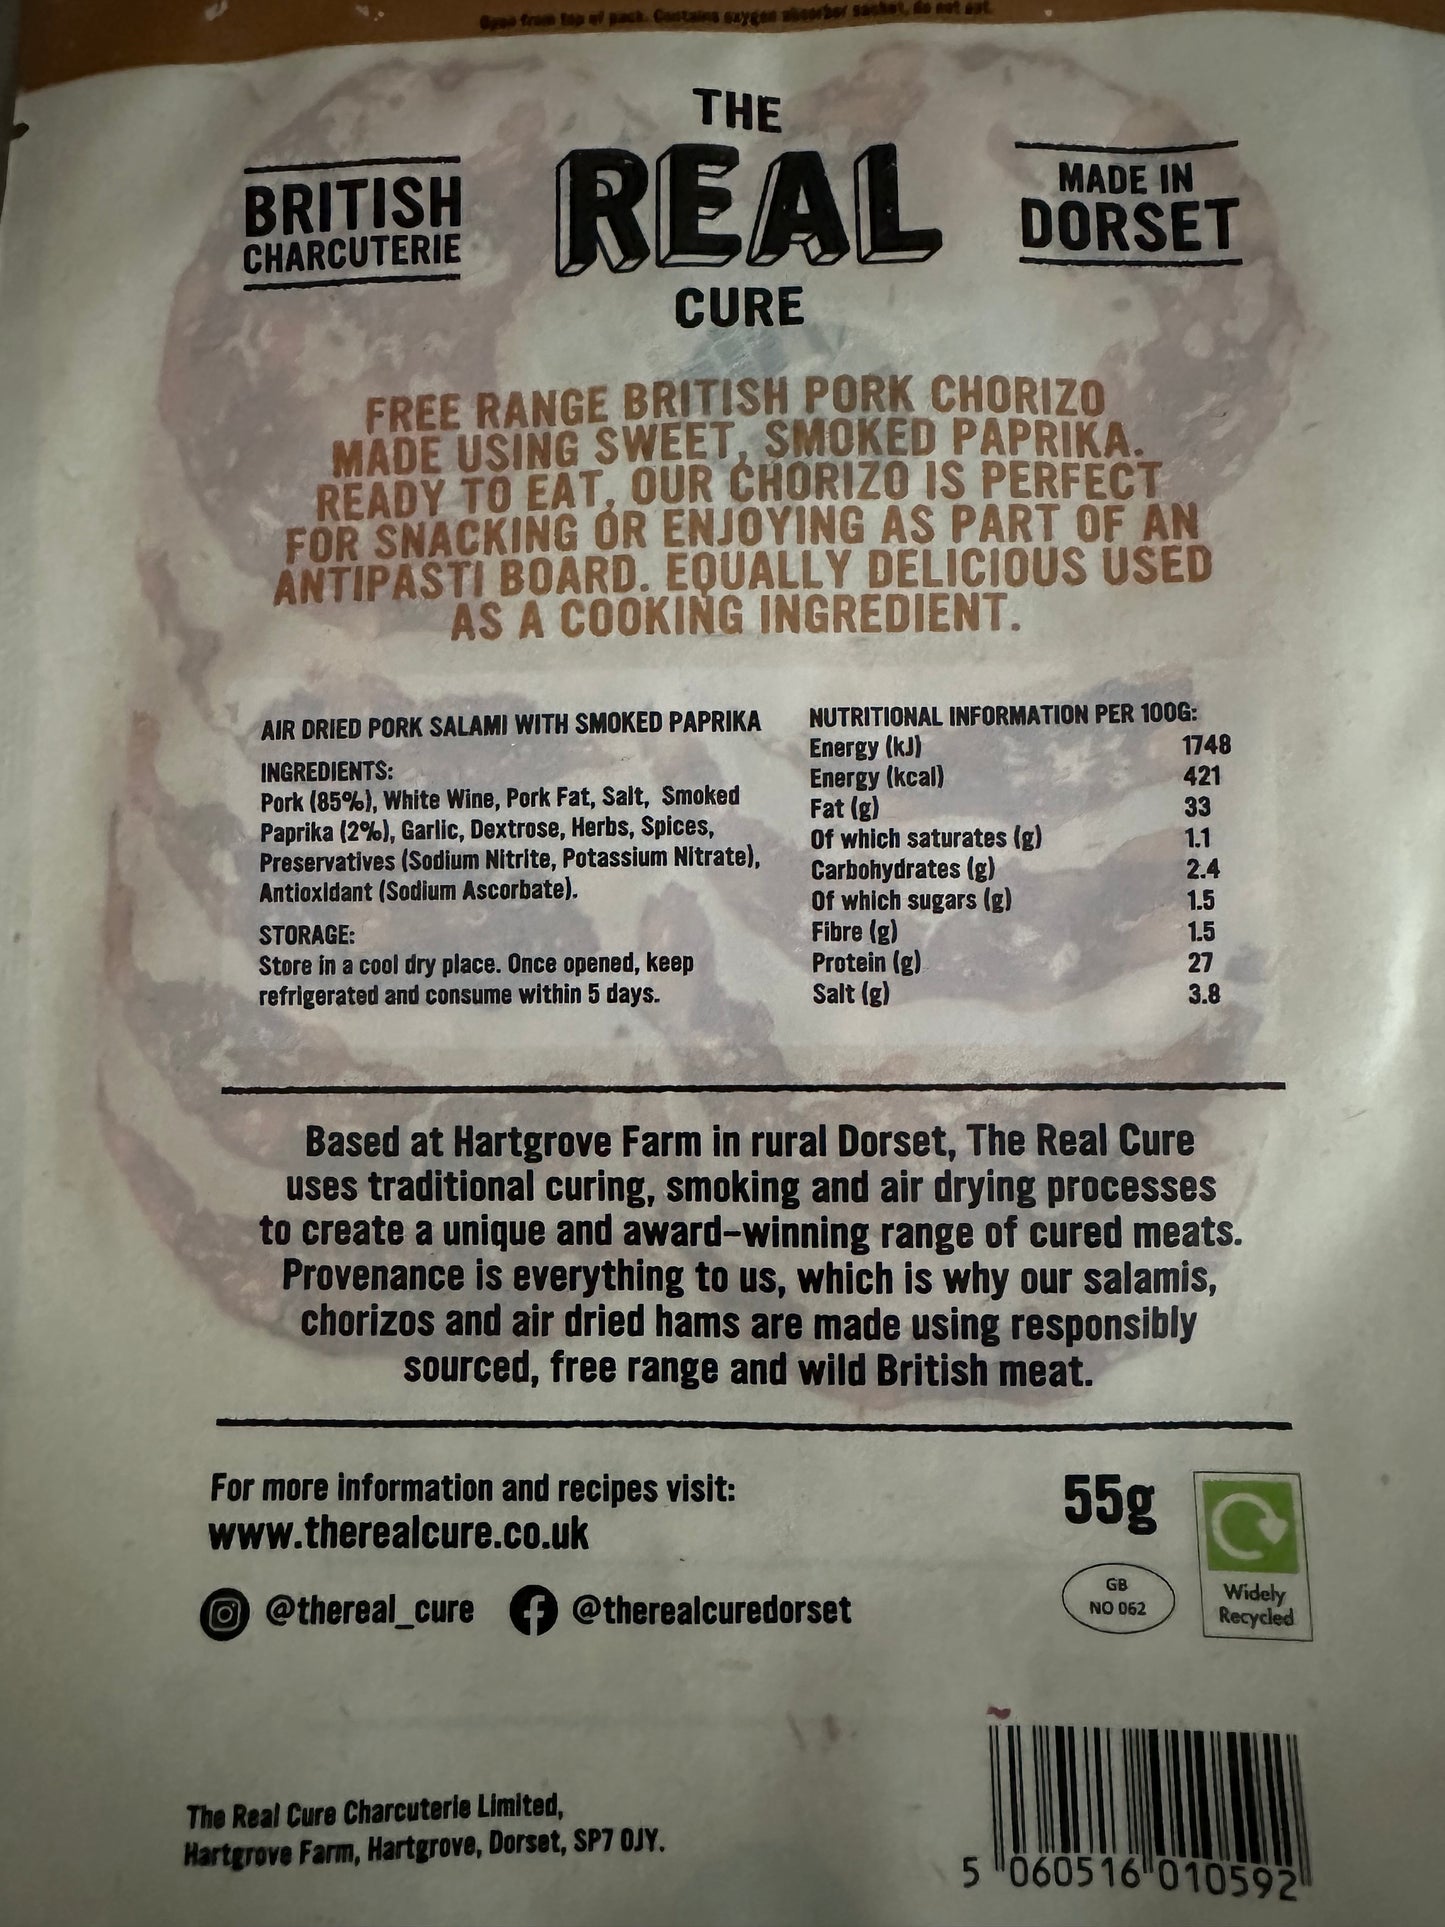 Open from top of pack. Contains oxygen absorber sachet, do not eat.
THE
REAL
CURE
BRITISH
CHARCUTERIE
MADE IN
DORSET
FREE RANGE BRITISH PORK CHORIZO
MADE USING SWEET, SMOKED PAPRIKA.
READY TO EAT, OUR CHORIZO IS PERFECT
FOR SNACKING OR ENJOYING AS PART OF AN
ANTIPASTI BOARD. EQUALLY DELICIOUS USED
AS A COOKING INGREDIENT.
AIR DRIED PORK SALAMI WITH SMOKED PAPRIKA
INGREDIENTS:
Pork (85%), White Wine, Pork Fat, Salt, Smoked
Paprika (2%), Garlic, Dextrose, Herbs, Spices,
Preservatives (Sodium Nitrite, Potassium Nitrate),
Antioxidant (Sodium Ascorbate).
STORAGE:
Store in a cool dry place. Once opened, keep
refrigerated and consume within 5 days.
NUTRITIONAL INFORMATION PER 100G:
Energy (kJ) 1748
Energy (kcal) 421
Fat (g) 33
Of which saturates (g) 1.1
Carbohydrates (g) 2.4
Of which sugars (g) 1.5
Fibre (g) 1.5
Protein (g) 27
Salt (g) 3.8
Based at Hartgrove Farm in rural Dorset, The Real Cure
uses traditional curing, smoking and air drying processes
to create a unique and award-winning range of cured meats.
Provenance is everything to us, which is why our salamis,
chorizos and air dried hams are made using responsibly
sourced, free range and wild British meat.
For more information and recipes visit:
www.therealcure.co.uk
@thereal_cure @therealcuredorset
55g
GB
NO 062
Widely
Recycled
The Real Cure Charcuterie Limited,
Hartgrove Farm, Hartgrove, Dorset, SP7 0JY.
5 060516 010592